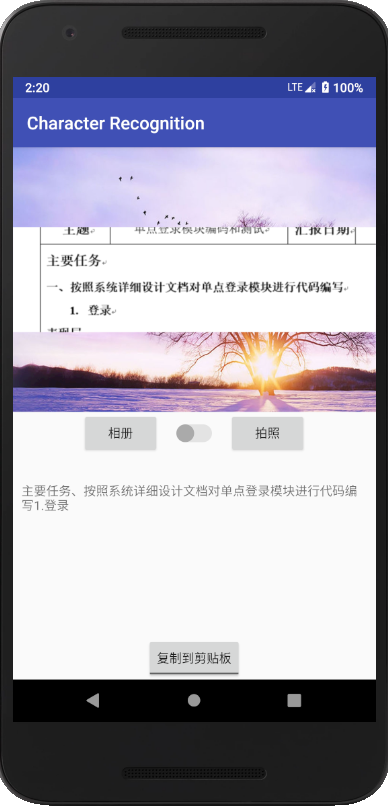 2:20
LTE
100%
Character Recognition
主题
单点登录模块编码和测试
汇报日期
主要任务
一、按照系统详细设计文档对单点登录模块进行代码编写
1. 登录
相册
拍照
主要任务、按照系统详细设计文档对单点登录模块进行代码编
写1.登录
复制到剪贴板